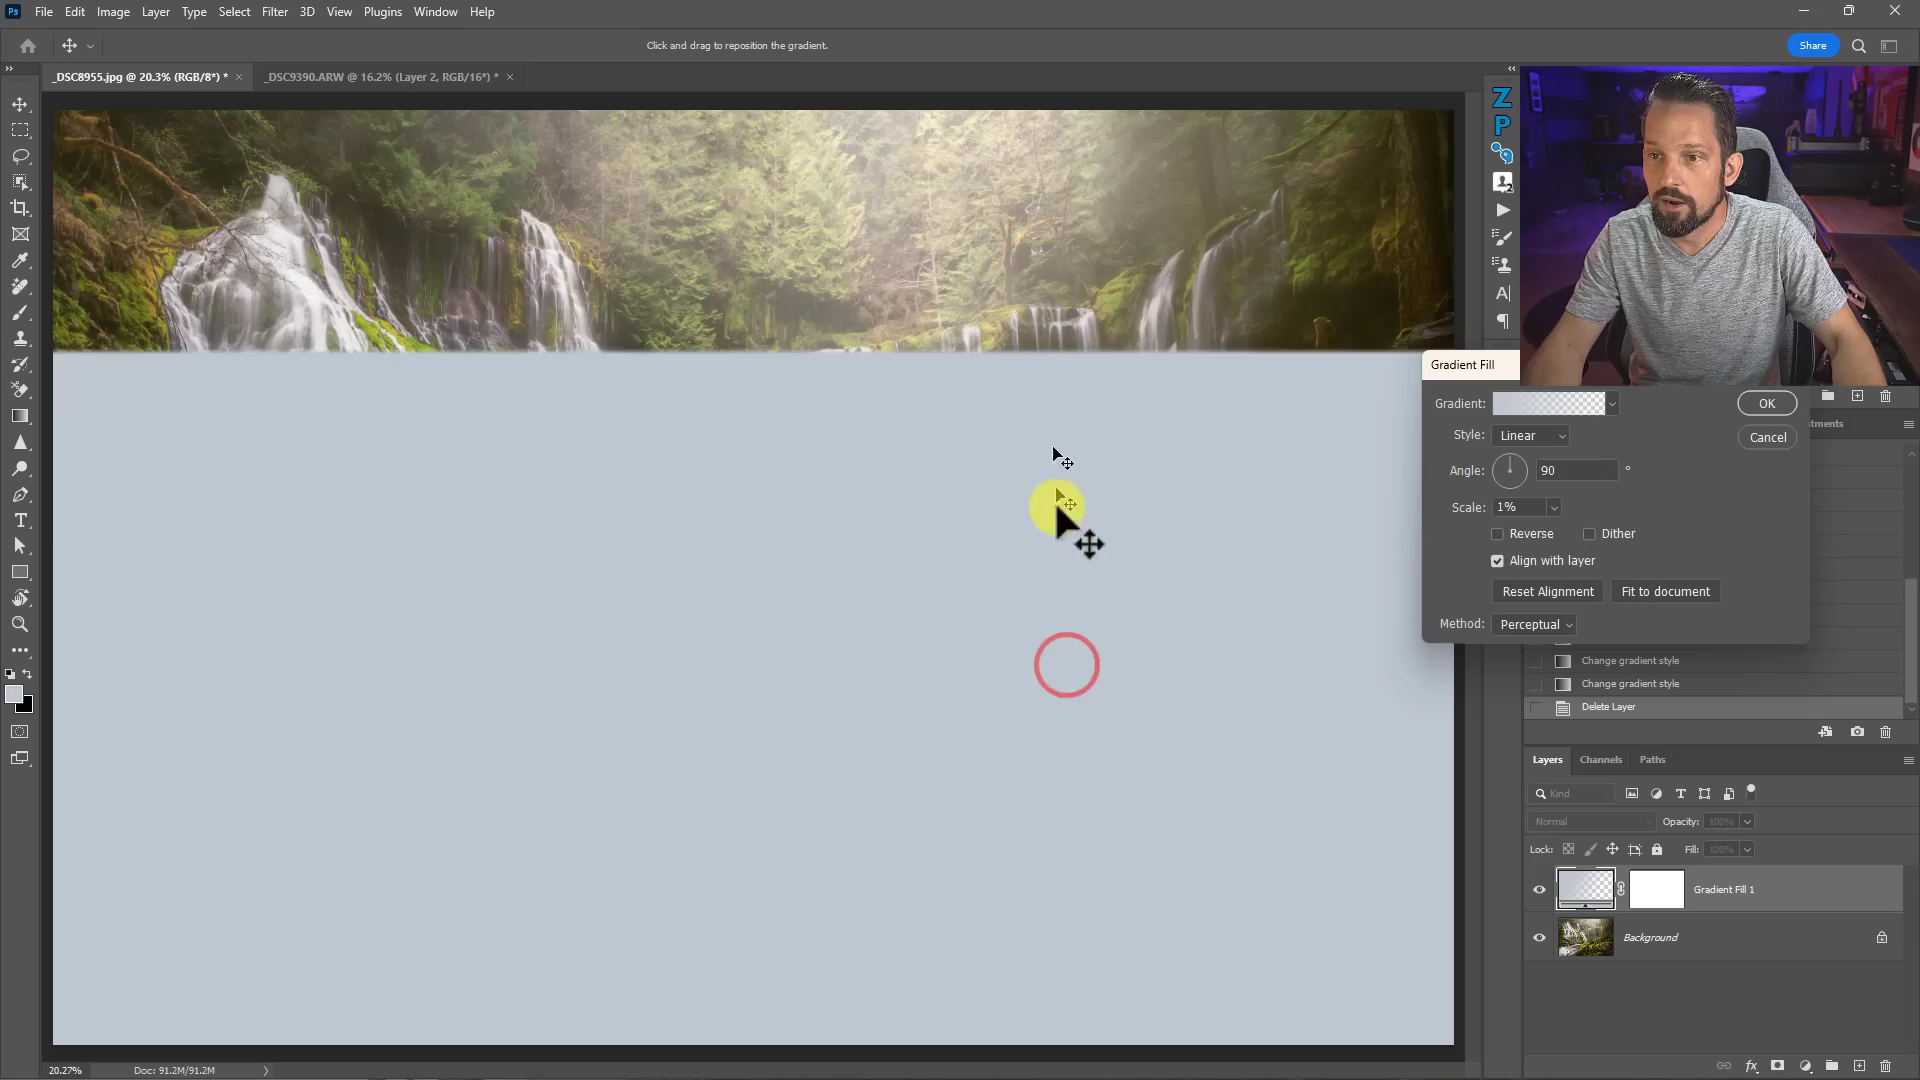 Ps File Edit Image Layer Type Select Filter 3D View Plugins Window Help
Click and drag to reposition the gradient.
Share
_DSC8955.jpg @ 20.3% (RGB/8*) * × _DSC9390.ARW @ 16.2% (Layer 2, RGB/16*) * ×
Z
P
2
A|
T
Gradient Fill
Gradient:
OK
Style: Linear
Cancel
Angle: 90 °
Scale: 1%
Reverse Dither
Align with layer
Reset Alignment Fit to document
Method: Perceptual
Change gradient style
Change gradient style
Delete Layer
Layers Channels Paths
Kind
T
Normal Opacity: 100%
Lock: Fill: 100%
Gradient Fill 1
Background
fx
20.27% Doc: 91.2M/91.2M